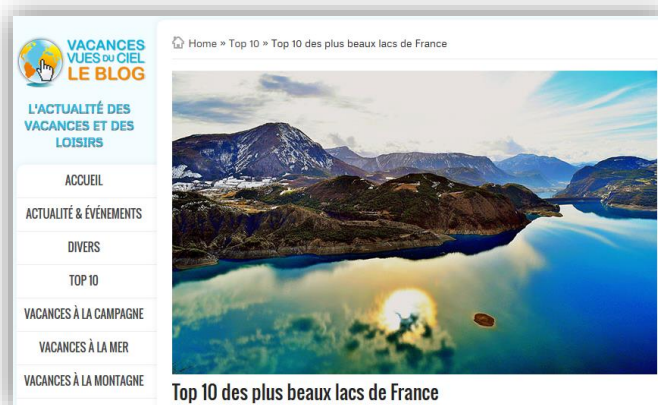 VACANCES
VUES DU CIEL
LE BLOG
L'ACTUALITÉ DES
VACANCES ET DES
LOISIRS
ACCUEIL
ACTUALITÉ & ÉVÉNEMENTS
DIVERS
TOP 10
VACANCES À LA CAMPAGNE
VACANCES À LA MER
VACANCES À LA MONTAGNE
Home » Top 10 » Top 10 des plus beaux lacs de France
Top 10 des plus beaux lacs de France